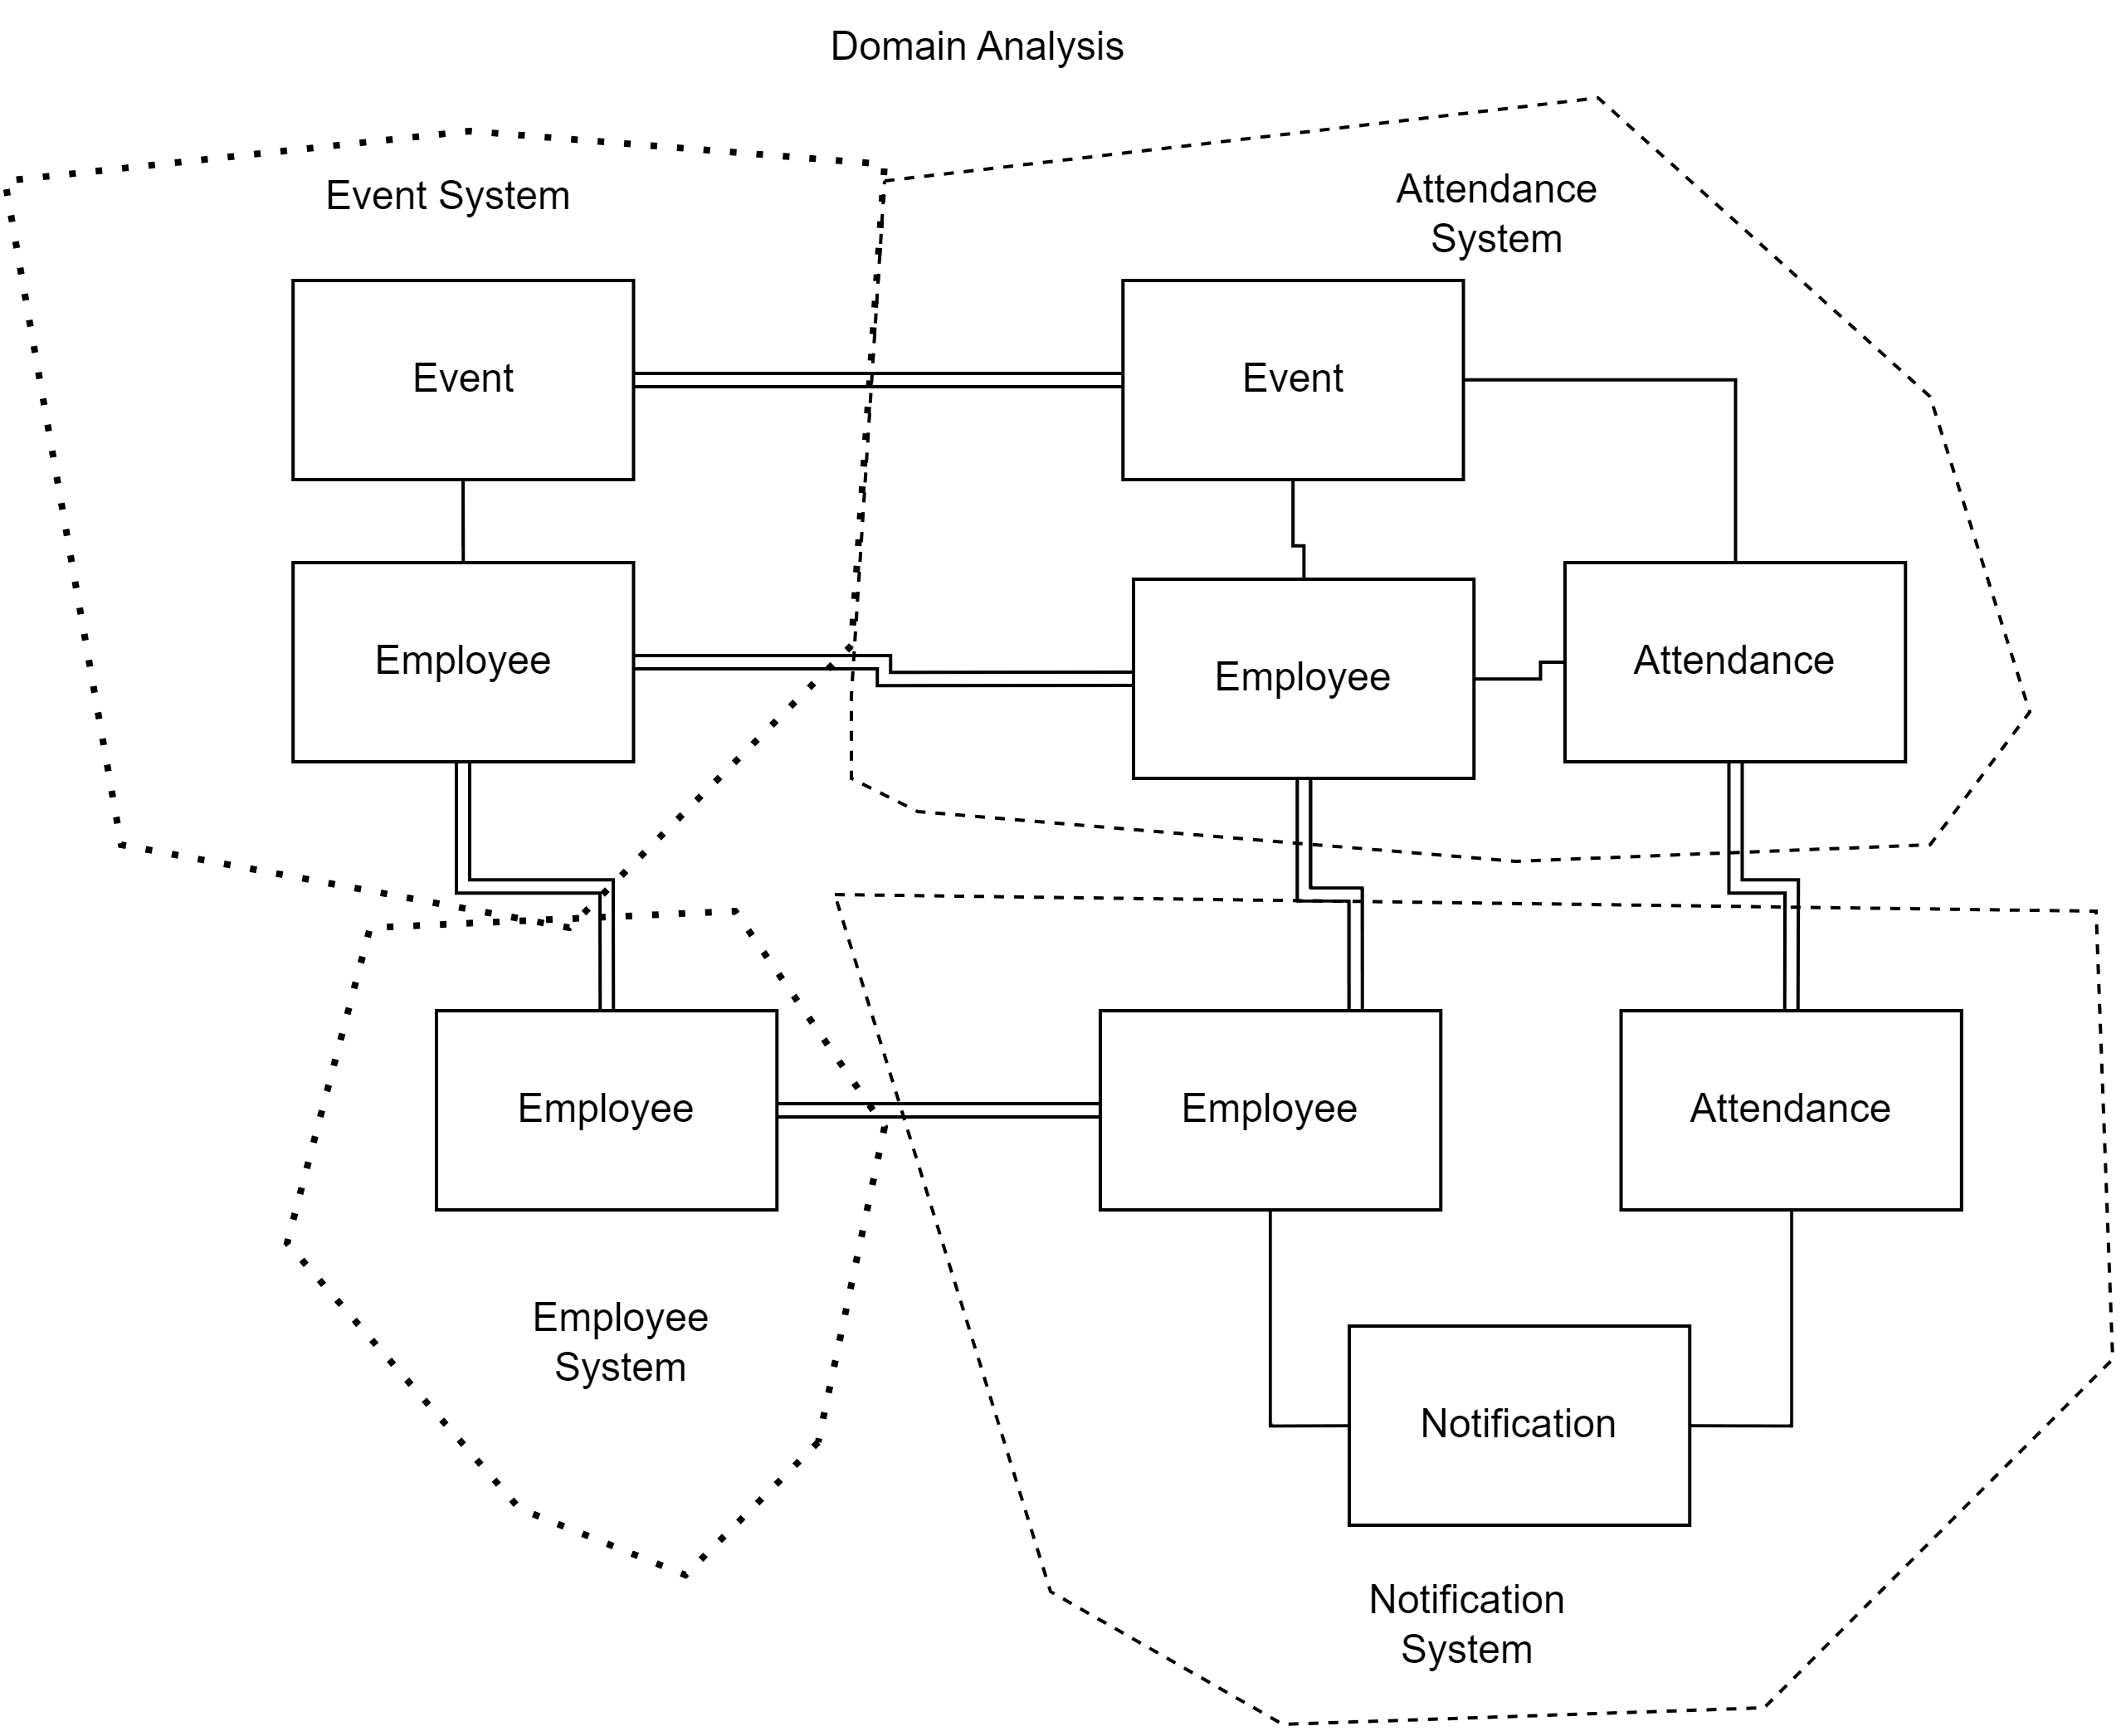 Domain Analysis
Event System
Attendance
System
Event
Event
Employee
Employee
Attendance
Employee
Employee
Attendance
Employee
System
Notification
Notification
System